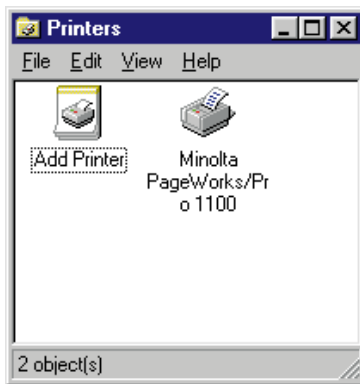 Printers
File Edit View Help
Add Printer
Minolta
PageWorks/Pr
o 1100
2 object(s)